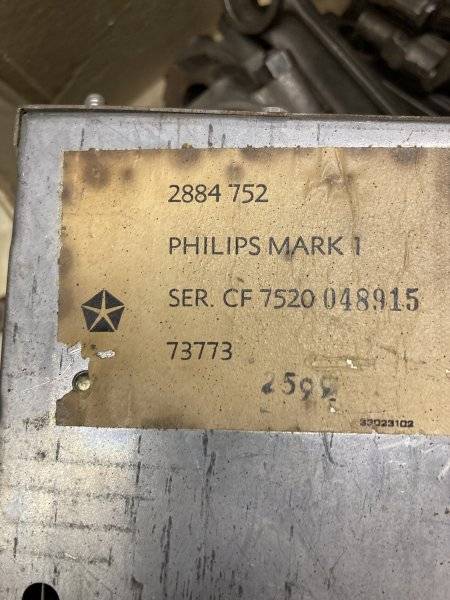 2884 752
PHILIPS MARK 1
SER. CF 7520 048915
73773
33023102